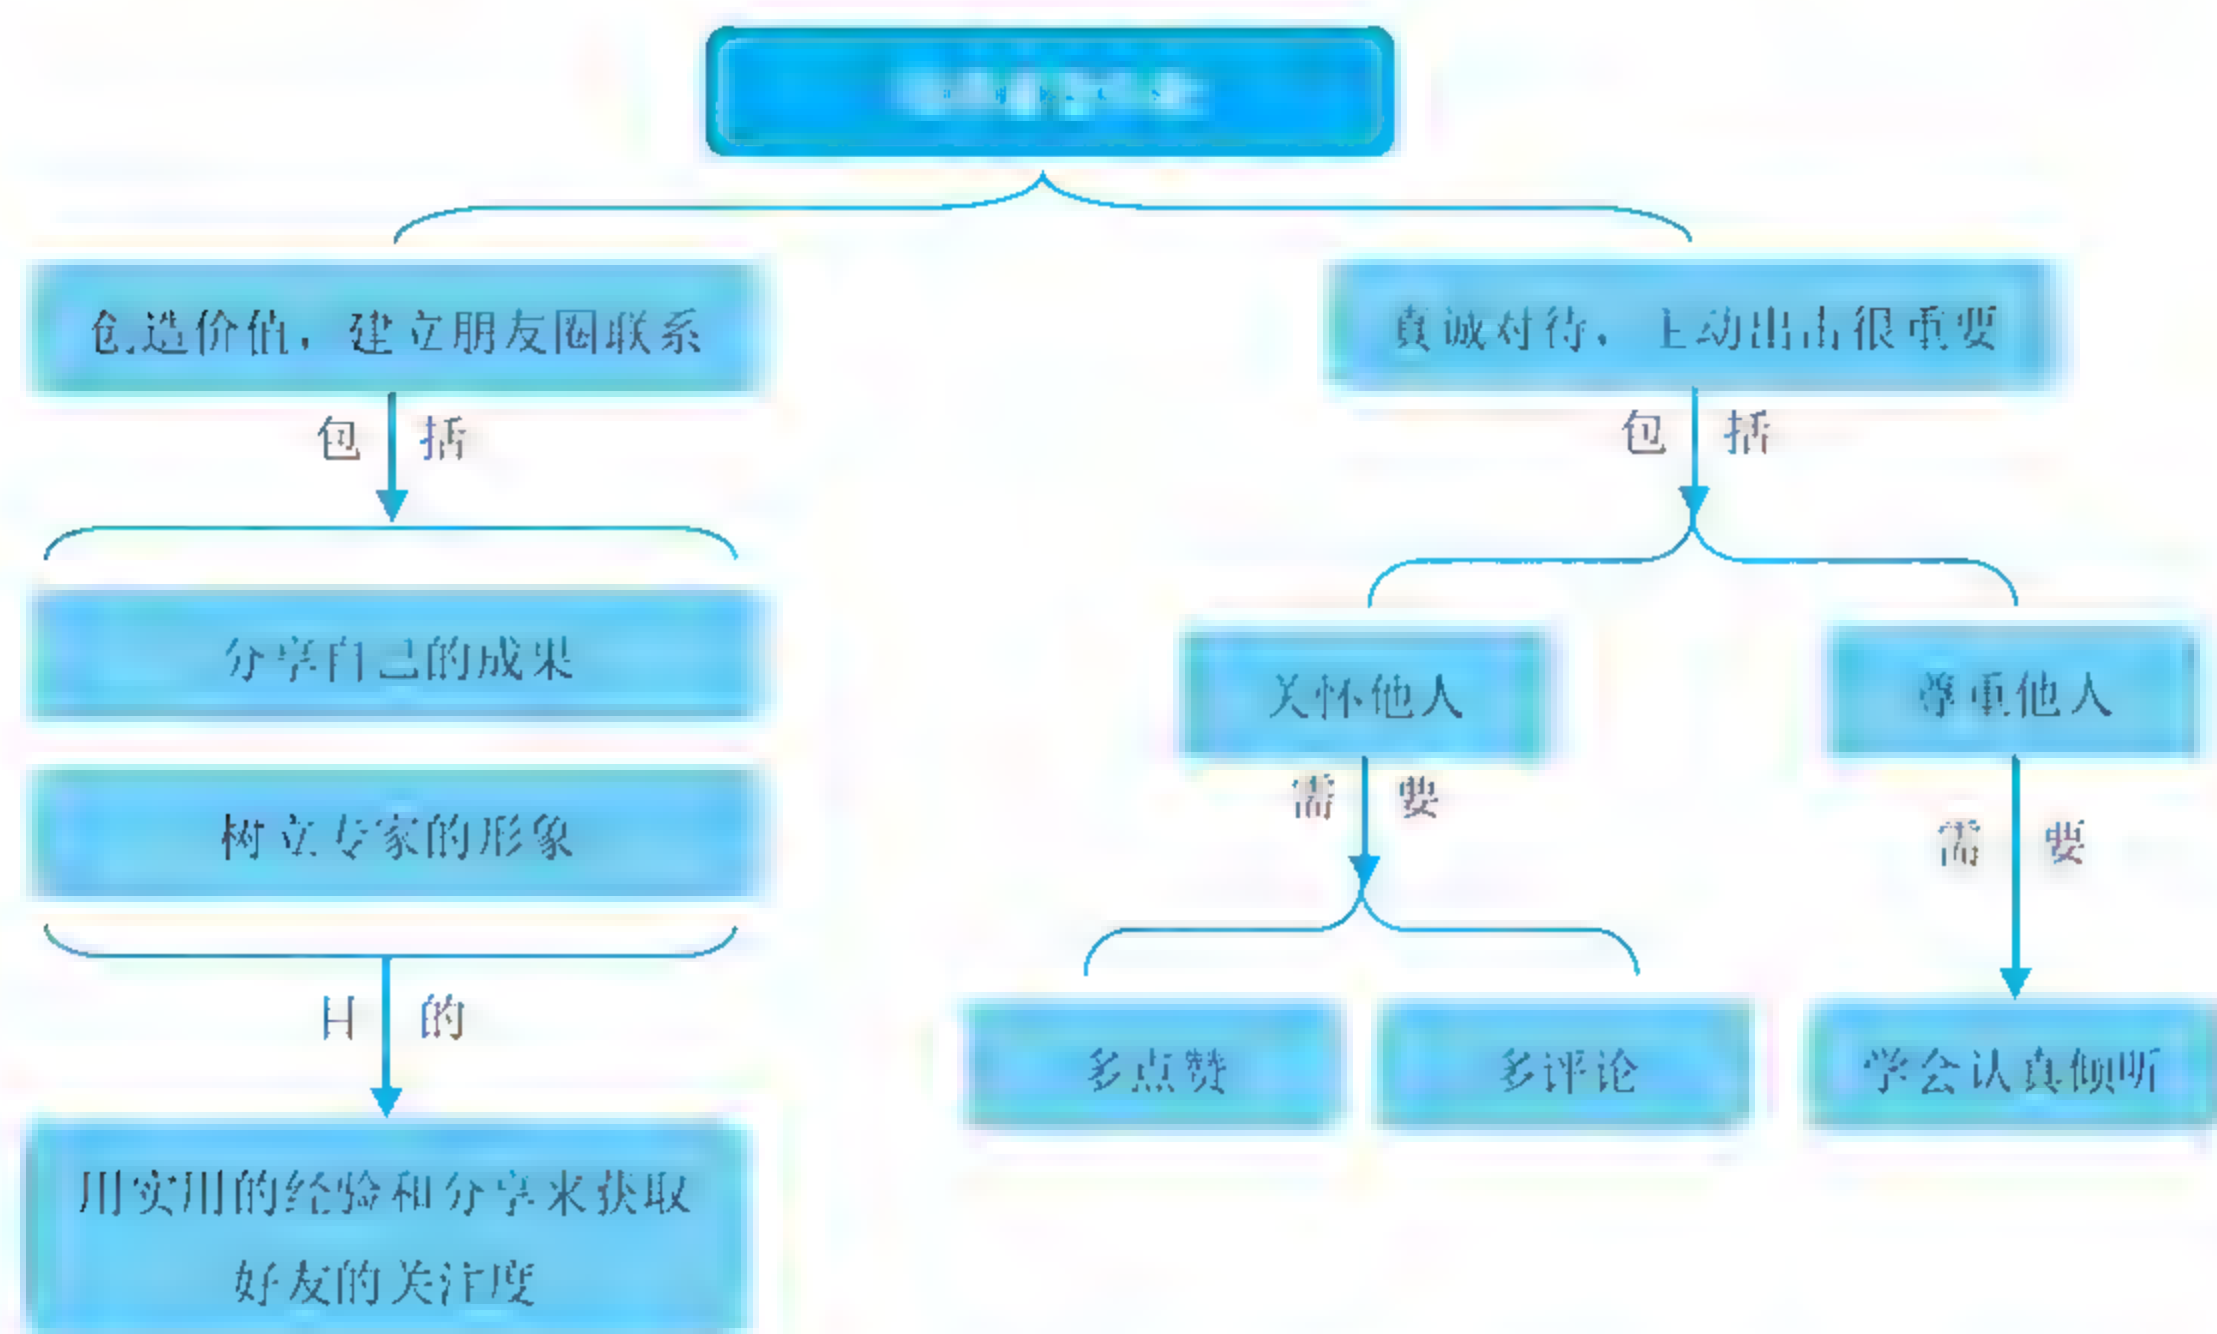 创造价值，建立朋友圈联系
真诚对待，主动出击很重要
包 括
包 括
分享自己的成果
关怀他人
尊重他人
需 要
树立专家的形象
需 要
目 的
多点赞
多评论
学会认真倾听
用实用的经验和分享来获取
好友的关注度